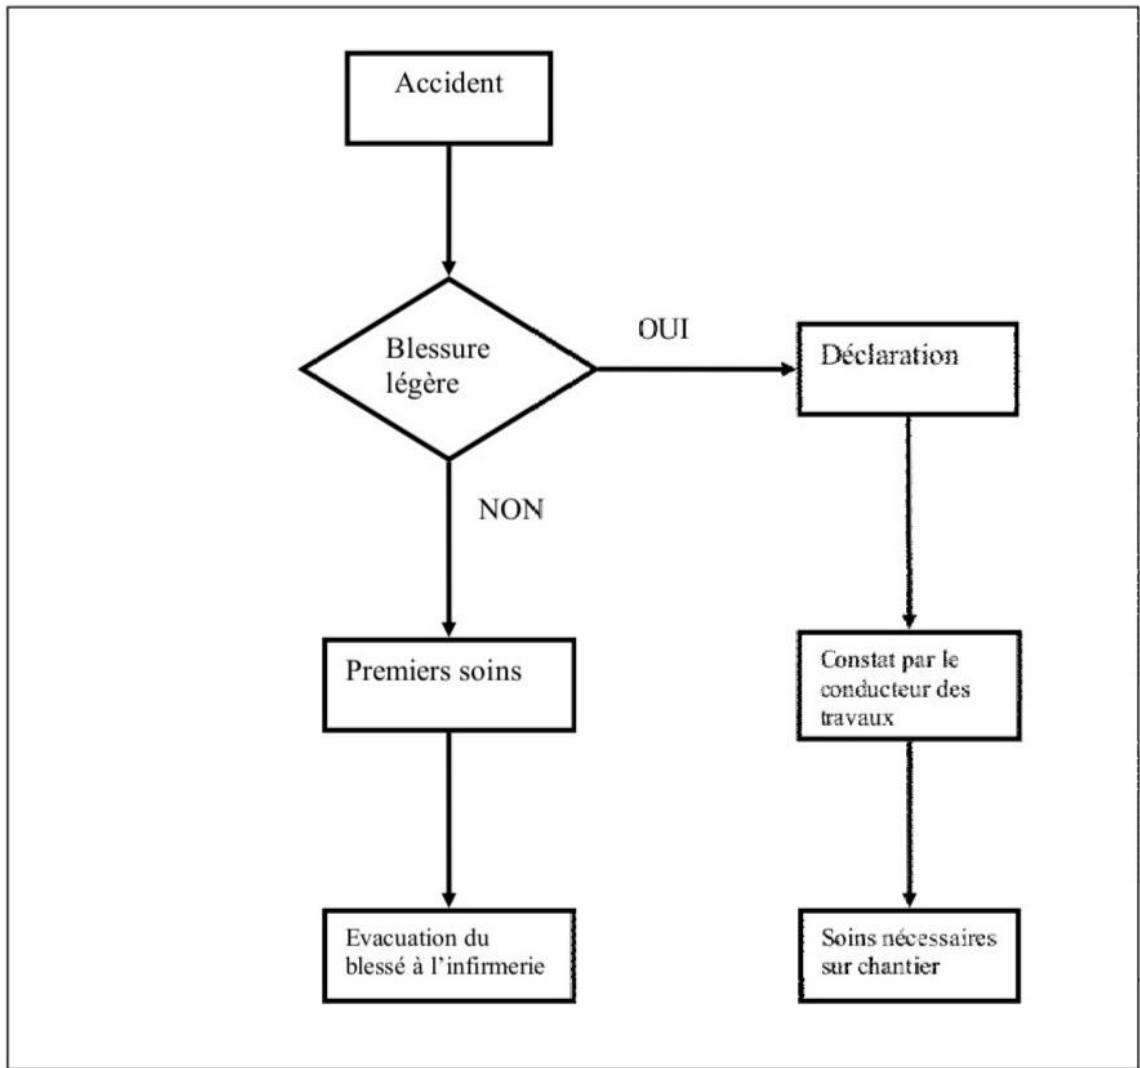 Accident
Blessure
légère
OUI
Déclaration
NON
Premiers soins
Constat par le
conducteur des
travaux
Evacuation du
blessé à l'infirmerie
Soins nécessaires
sur chantier